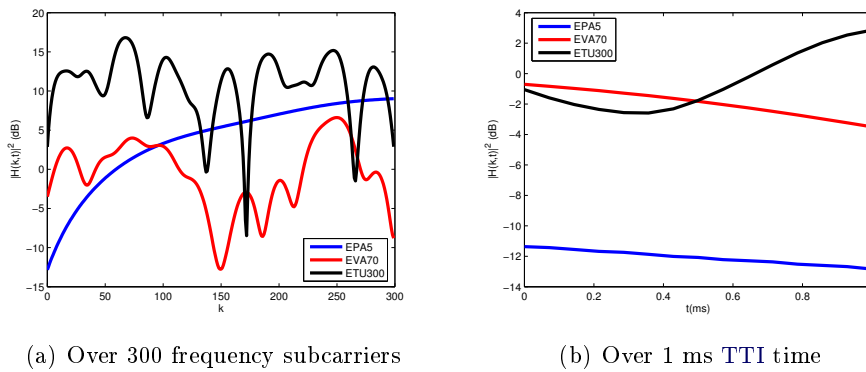 20
15
10
5
0
−5
−10
−15
0
50
100
150
200
250
300
k
|H(k,t)|² (dB)
EPA5
EVA70
ETU300
4
2
0
−2
−4
−6
−8
−10
−12
−14
0
0.2
0.4
0.6
0.8
t(ms)
|H(k,t)|² (dB)
EPA5
EVA70
ETU300
(a) Over 300 frequency subcarriers
(b) Over 1 ms TTI time